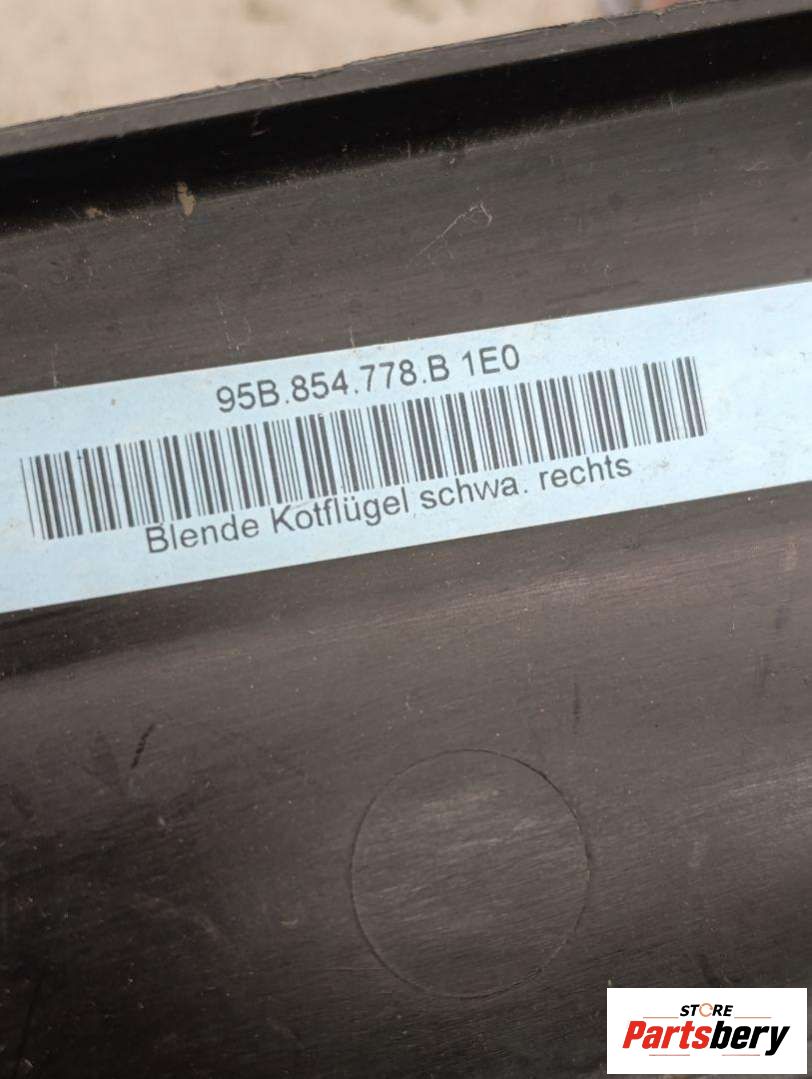 95B.854.778.B 1E0
Blende Kotflügel schwa. rechts
STORE
Partsbery